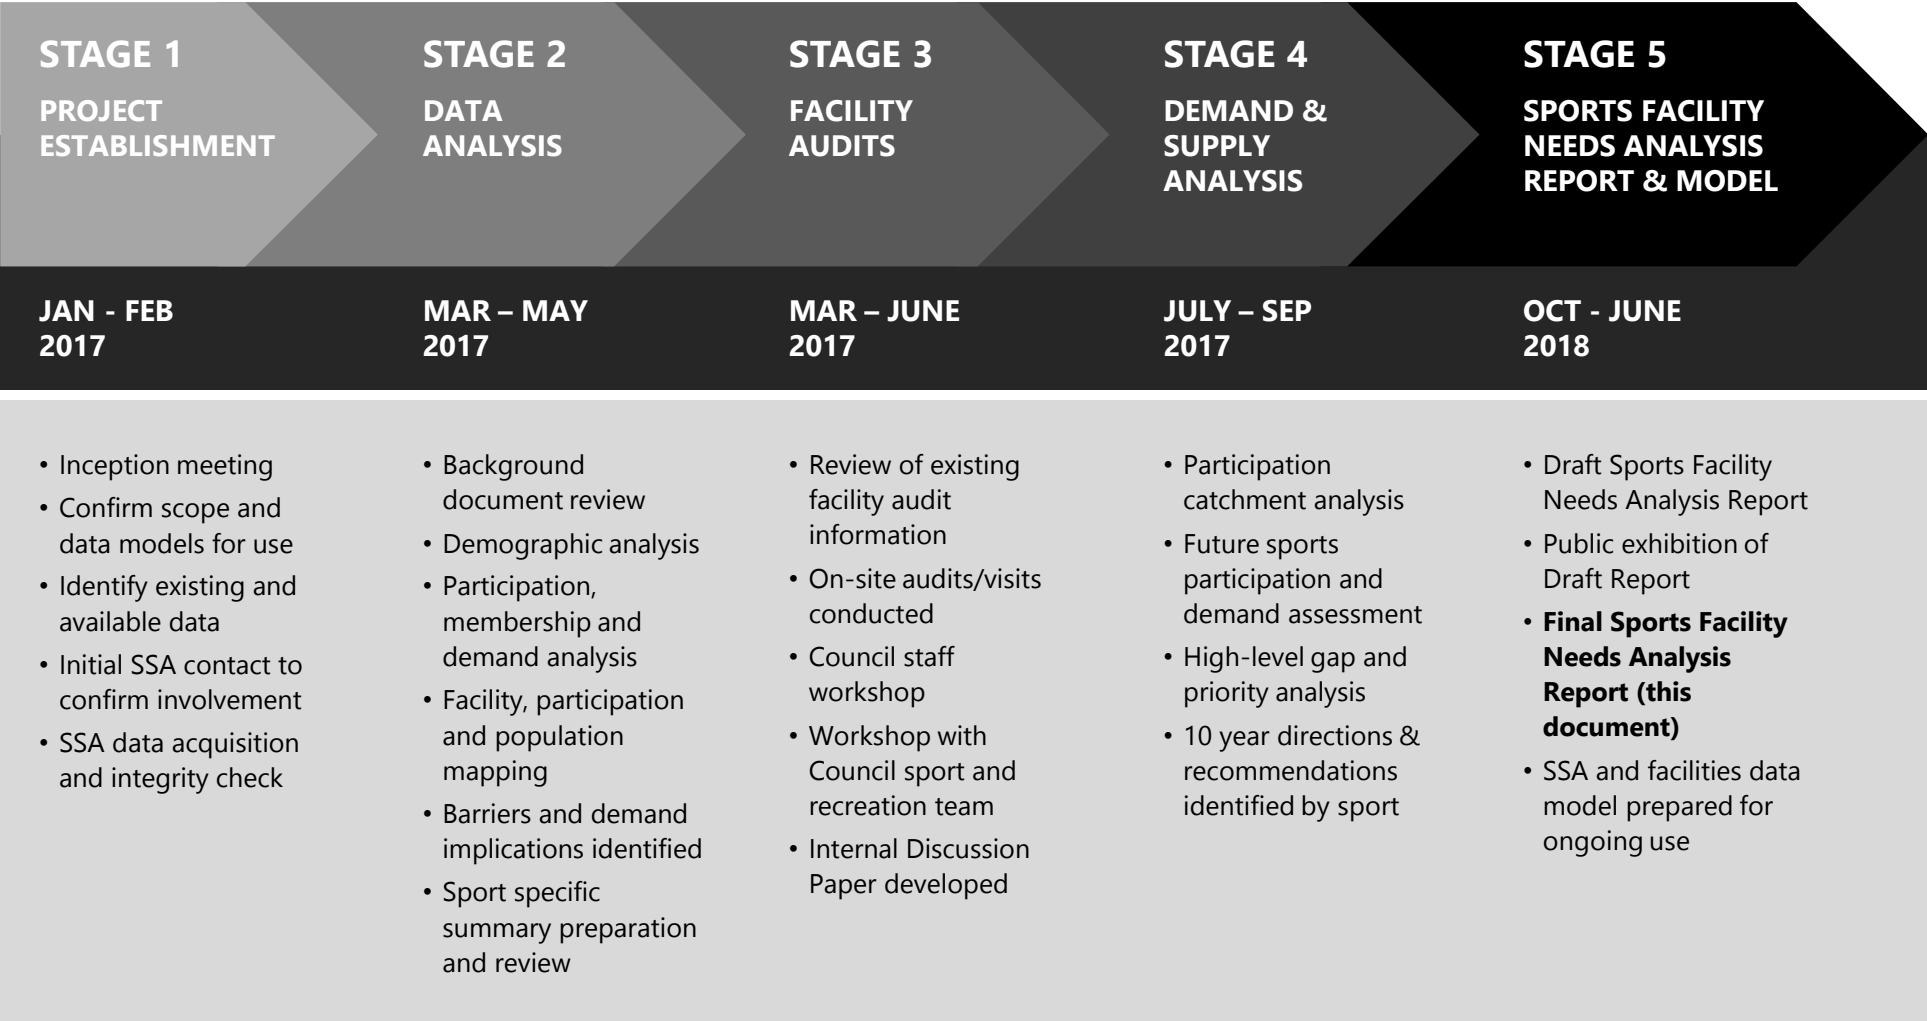 STAGE 1
PROJECT
ESTABLISHMENT
JAN - FEB
2017
• Inception meeting
• Confirm scope and
data models for use
• Identify existing and
available data
• Initial SSA contact to
confirm involvement
• SSA data acquisition
and integrity check
STAGE 2
DATA
ANALYSIS
MAR – MAY
2017
• Background
document review
• Demographic analysis
• Participation,
membership and
demand analysis
• Facility, participation
and population
mapping
• Barriers and demand
implications identified
• Sport specific
summary preparation
and review
STAGE 3
FACILITY
AUDITS
MAR – JUNE
2017
• Review of existing
facility audit
information
• On-site audits/visits
conducted
• Council staff
workshop
• Workshop with
Council sport and
recreation team
• Internal Discussion
Paper developed
STAGE 4
DEMAND &
SUPPLY
ANALYSIS
JULY – SEP
2017
• Participation
catchment analysis
• Future sports
participation and
demand assessment
• High-level gap and
priority analysis
• 10 year directions &
recommendations
identified by sport
STAGE 5
SPORTS FACILITY
NEEDS ANALYSIS
REPORT & MODEL
OCT - JUNE
2018
• Draft Sports Facility
Needs Analysis Report
• Public exhibition of
Draft Report
• Final Sports Facility
Needs Analysis
Report (this
document)
• SSA and facilities data
model prepared for
ongoing use